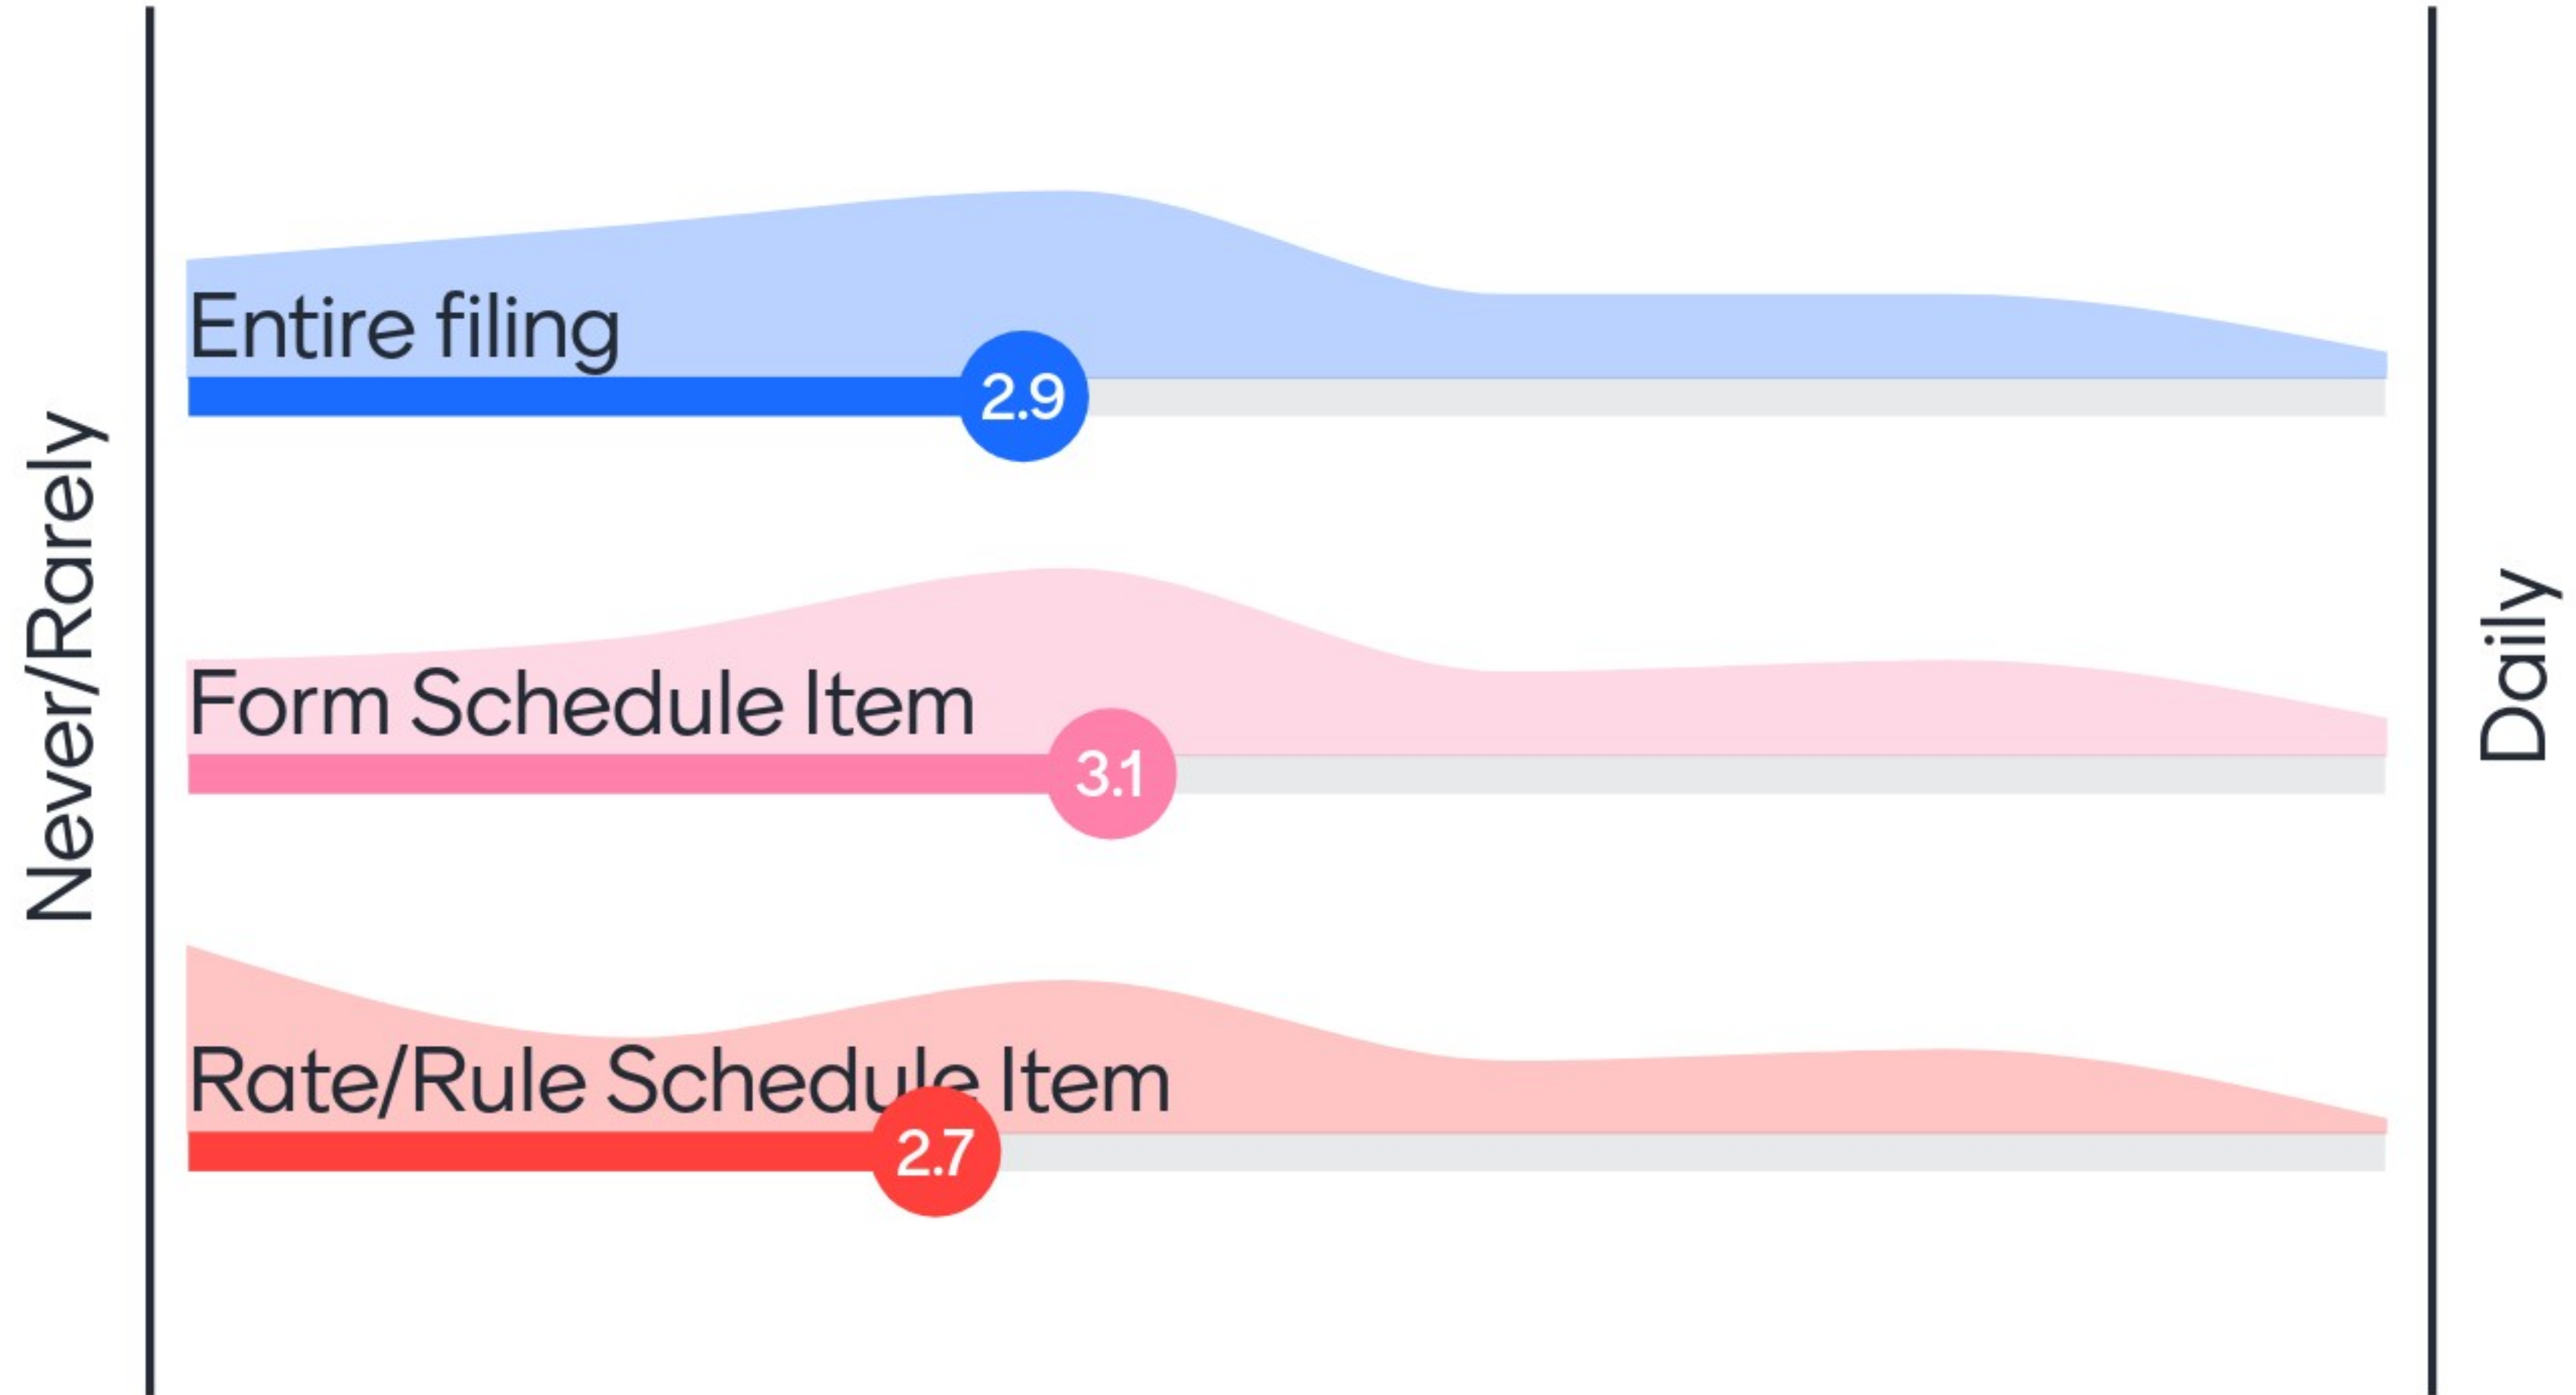 Never/Rarely
Entire filing
2.9
Form Schedule Item
3.1
Rate/Rule Schedule Item
2.7
Daily